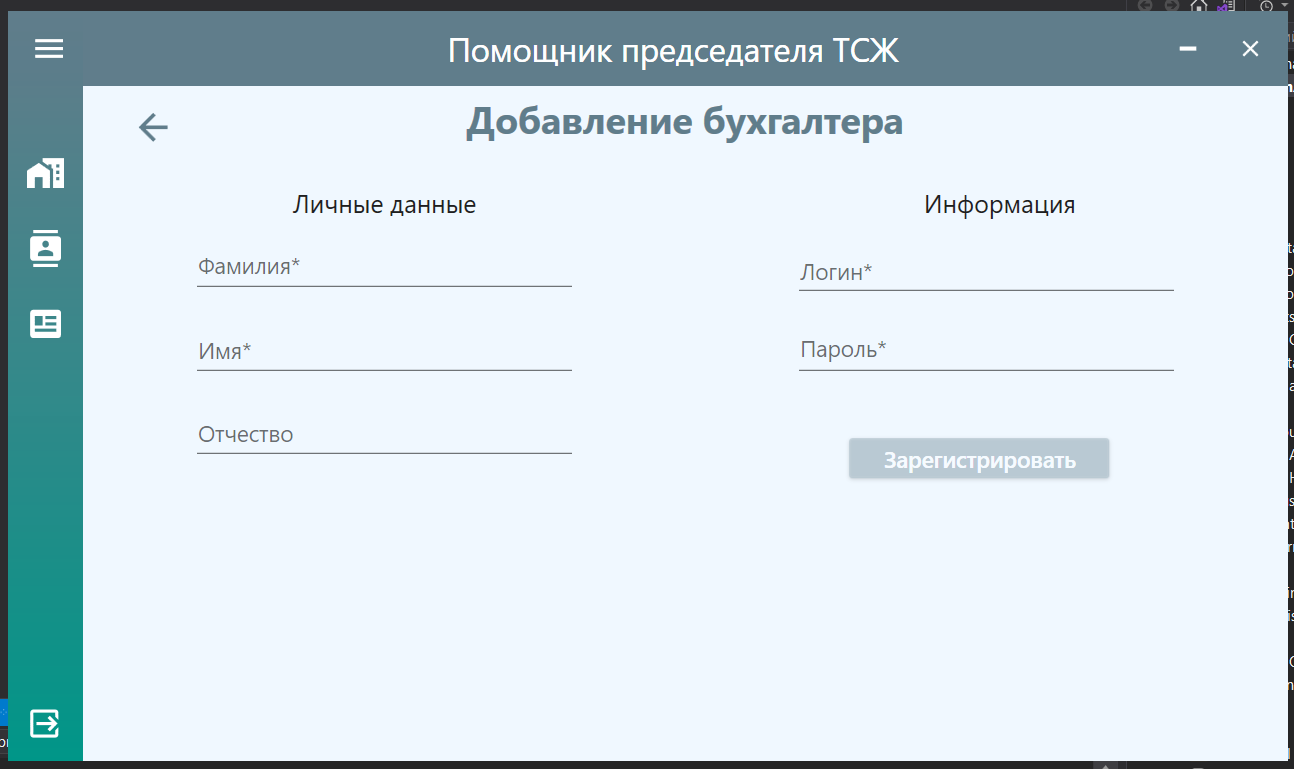 Помощник председателя ТСЖ
Добавление бухгалтера
Личные данные
Информация
Фамилия*
Логин*
Имя*
Пароль*
Отчество
Зарегистрировать